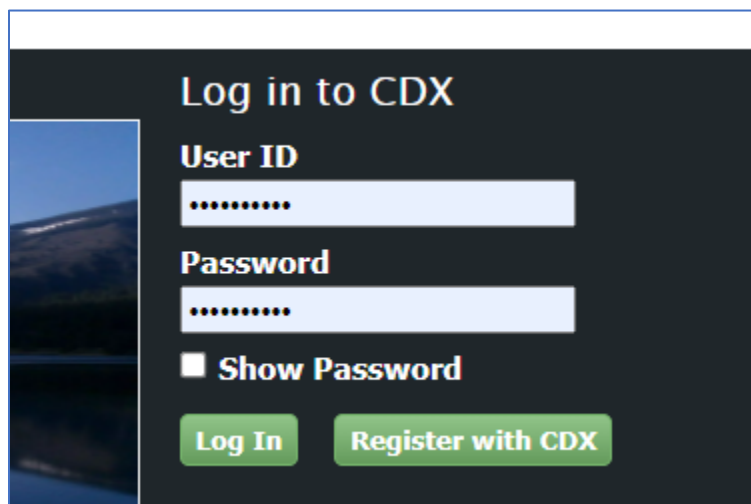 Log in to CDX
User ID
••••••••••
Password
••••••••••
Show Password
Log In Register with CDX